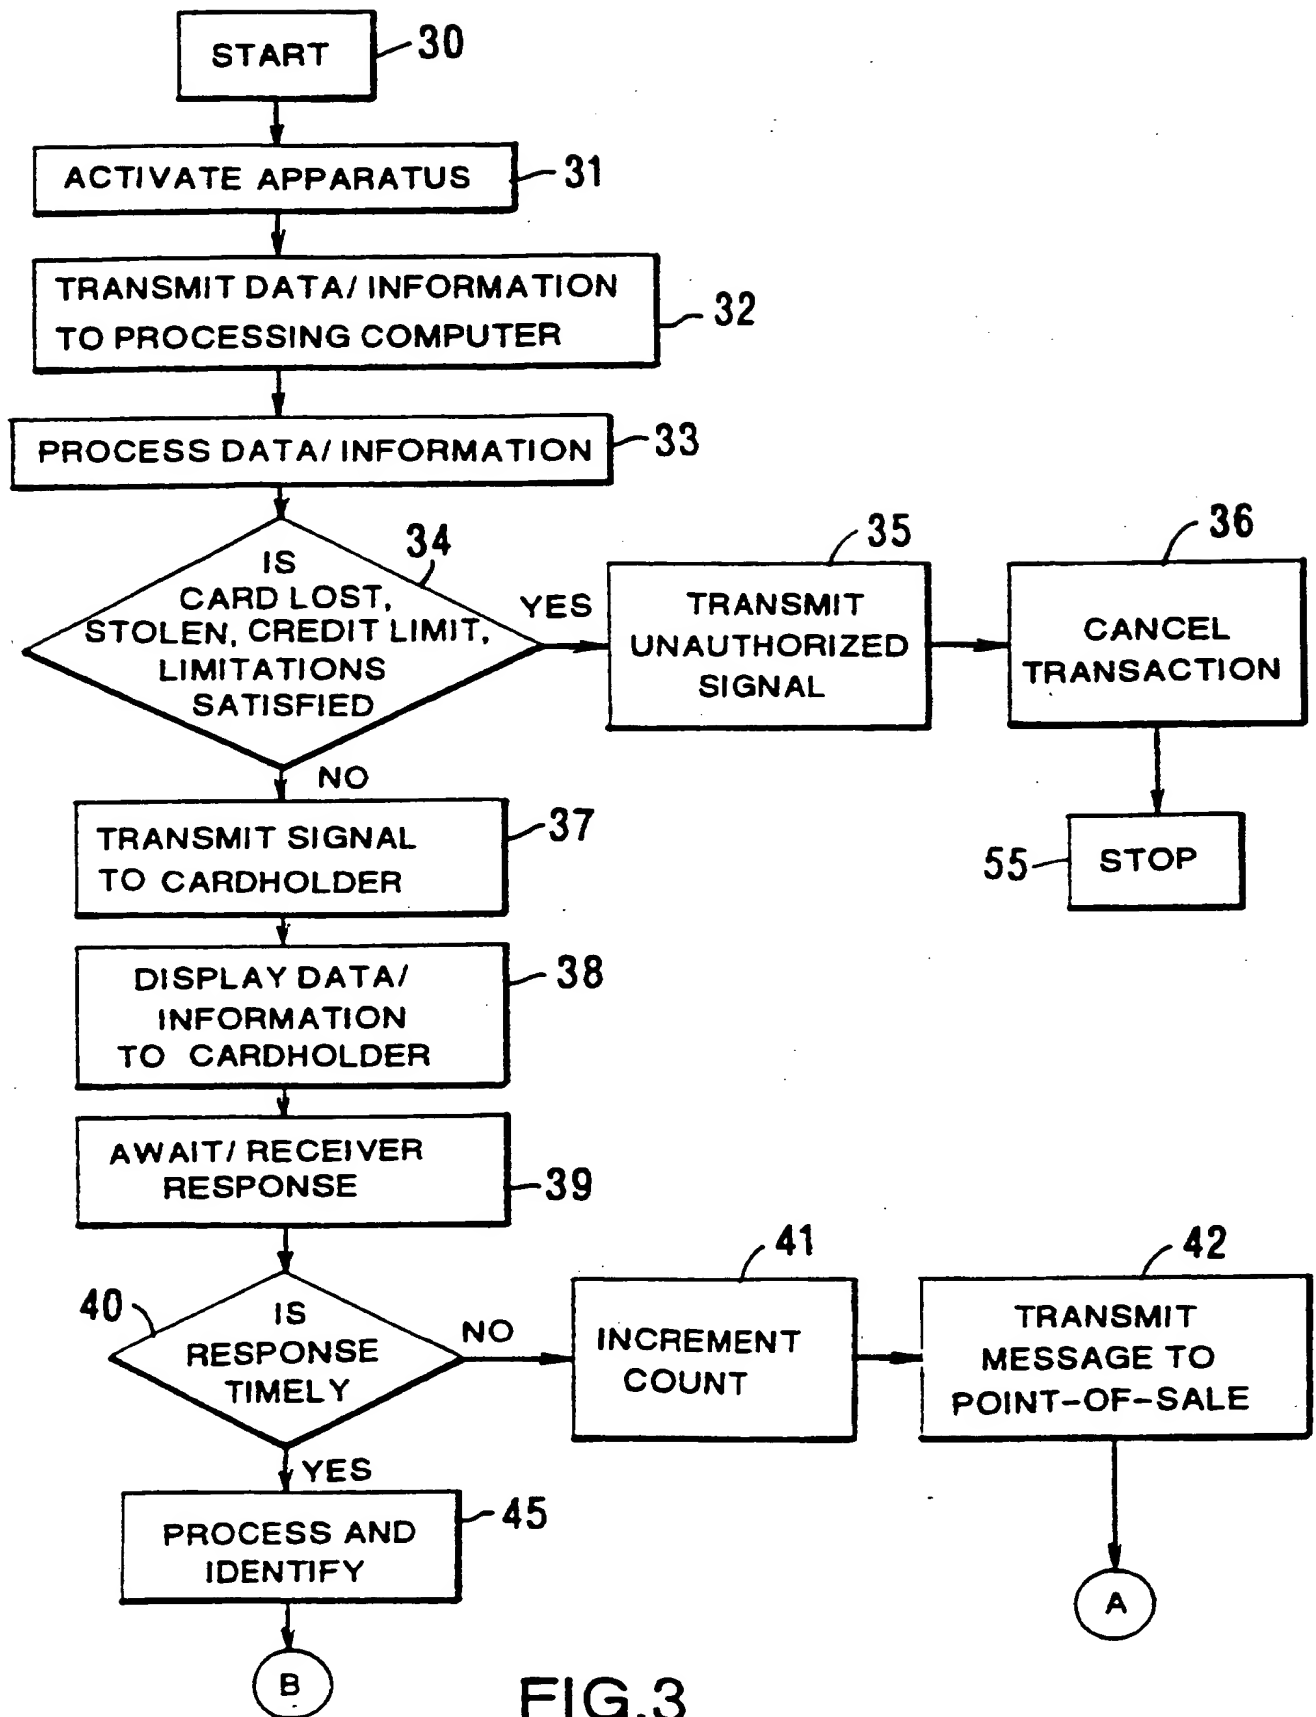 START
30
ACTIVATE APPARATUS
31
TRANSMIT DATA/ INFORMATION
TO PROCESSING COMPUTER
32
PROCESS DATA/ INFORMATION
33
34
IS
CARD LOST,
STOLEN, CREDIT LIMIT,
LIMITATIONS
SATISFIED
YES
35
TRANSMIT
UNAUTHORIZED
SIGNAL
36
CANCEL
TRANSACTION
55
STOP
NO
TRANSMIT SIGNAL
TO CARDHOLDER
37
DISPLAY DATA/
INFORMATION
TO CARDHOLDER
38
AWAIT/ RECEIVER
RESPONSE
39
40
IS
RESPONSE
TIMELY
NO
41
INCREMENT
COUNT
42
TRANSMIT
MESSAGE TO
POINT-OF-SALE
A
YES
PROCESS AND
IDENTIFY
45
B
FIG.3